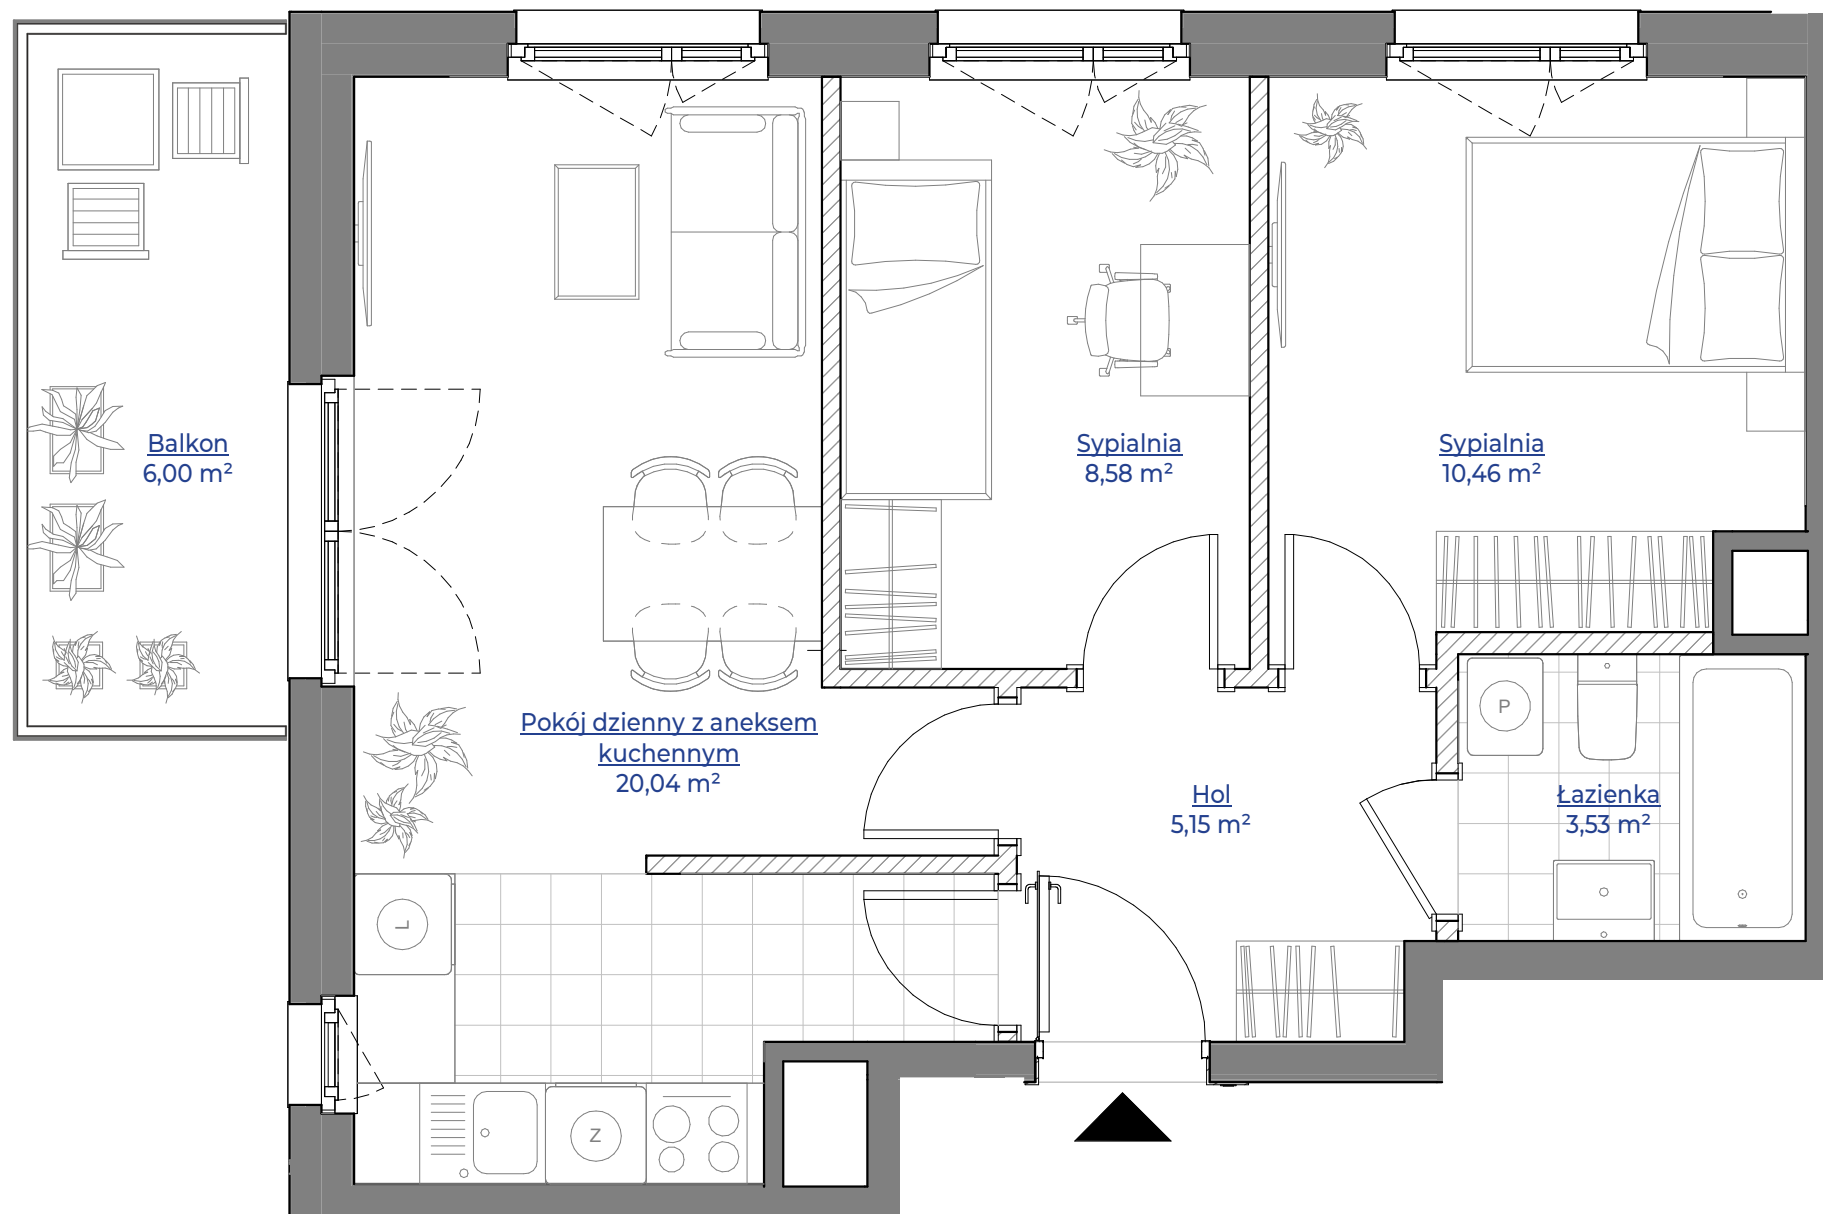 Balkon
6,00 m²
Sypialnia
8,58 m²
Sypialnia
10,46 m²
Pokój dzienny z aneksem
kuchennym
20,04 m²
Hol
5,15 m²
Łazienka
3,53 m²
P
L
Z